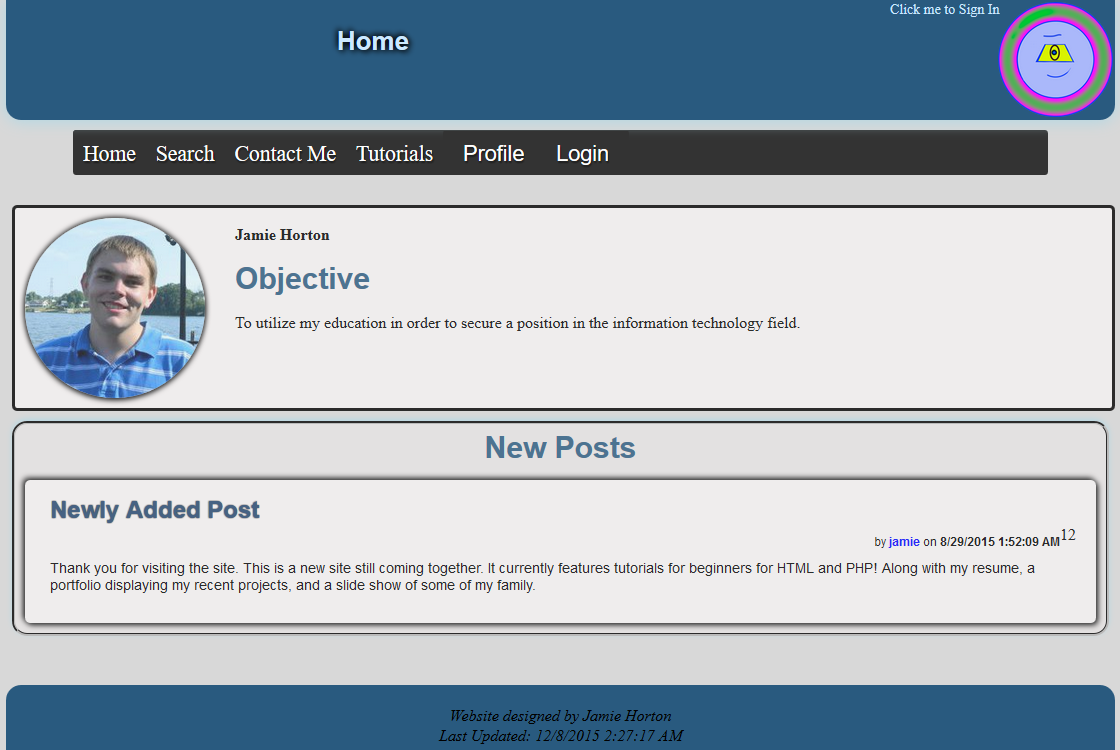 Click me to Sign In
Home
Home Search Contact Me Tutorials Profile Login
Jamie Horton
Objective
To utilize my education in order to secure a position in the information technology field.
New Posts
Newly Added Post
by jamie on 8/29/2015 1:52:09 AM12
Thank you for visiting the site. This is a new site still coming together. It currently features tutorials for beginners for HTML and PHP! Along with my resume, a
portfolio displaying my recent projects, and a slide show of some of my family.
Website designed by Jamie Horton
Last Updated: 12/8/2015 2:27:17 AM